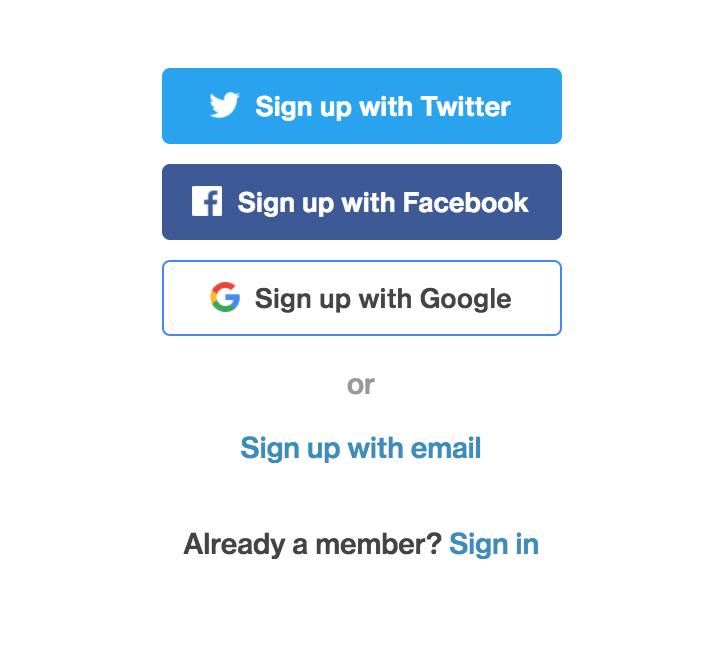 Sign up with Twitter
Sign up with Facebook
Sign up with Google
or
Sign up with email
Already a member? Sign in